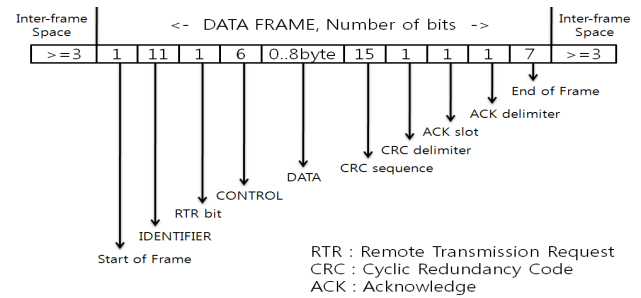 Inter-frame
Space
<- DATA FRAME, Number of bits ->
Inter-frame
Space
>=3 1 11 1 6 0..8byte 15 1 1 1 7 >=3
End of Frame
ACK delimiter
ACK slot
CRC delimiter
CRC sequence
DATA
CONTROL
RTR bit
IDENTIFIER
Start of Frame
RTR : Remote Transmission Request
CRC : Cyclic Redundancy Code
ACK : Acknowledge